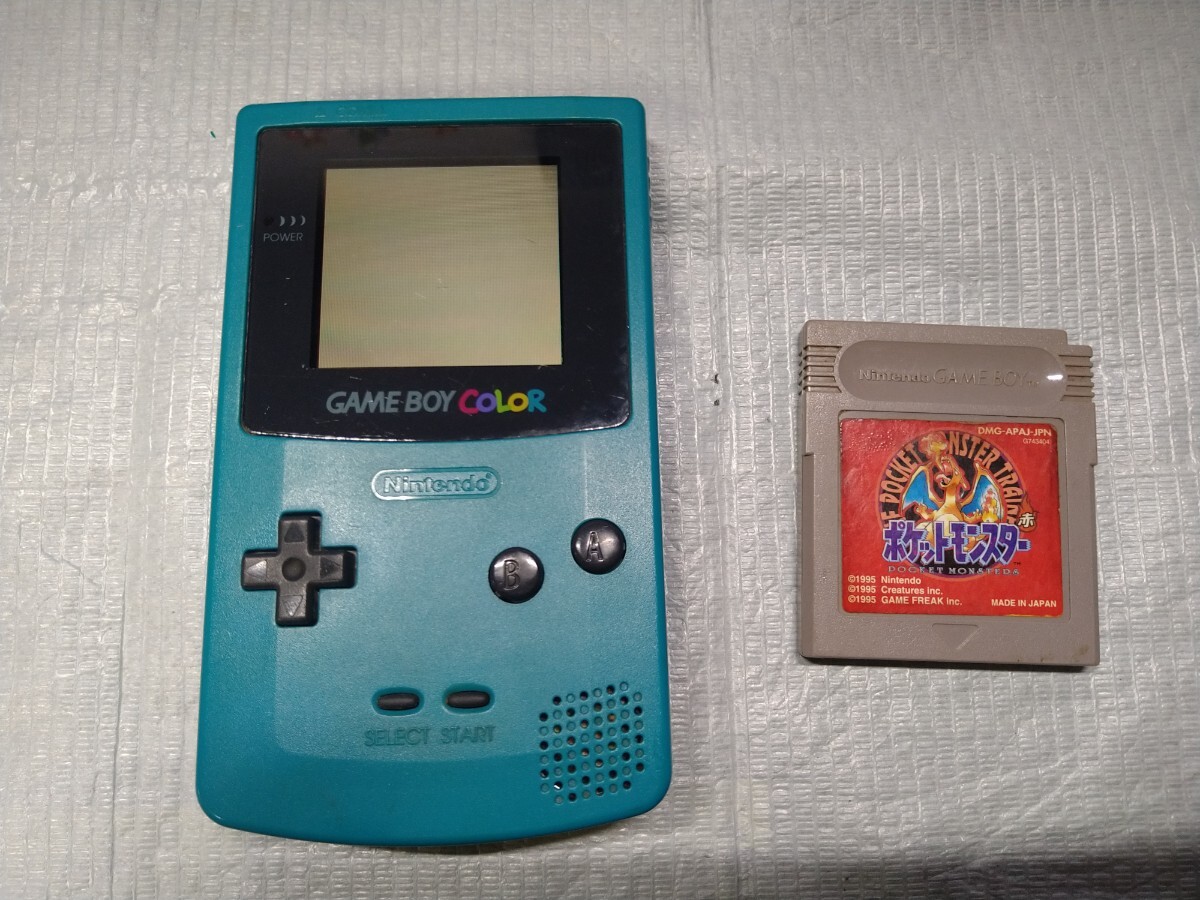 POWER
GAME BOY COLOR
Nintendo
A
B
SELECT START
Nintendo GAME BOY
DMG-APAJ-JPN
POCKET MONSTER TRAINER
赤
ポケットモンスター
POCKET MONSTERS
©1995 Nintendo
©1995 Creatures inc.
©1995 GAME FREAK inc.
MADE IN JAPAN